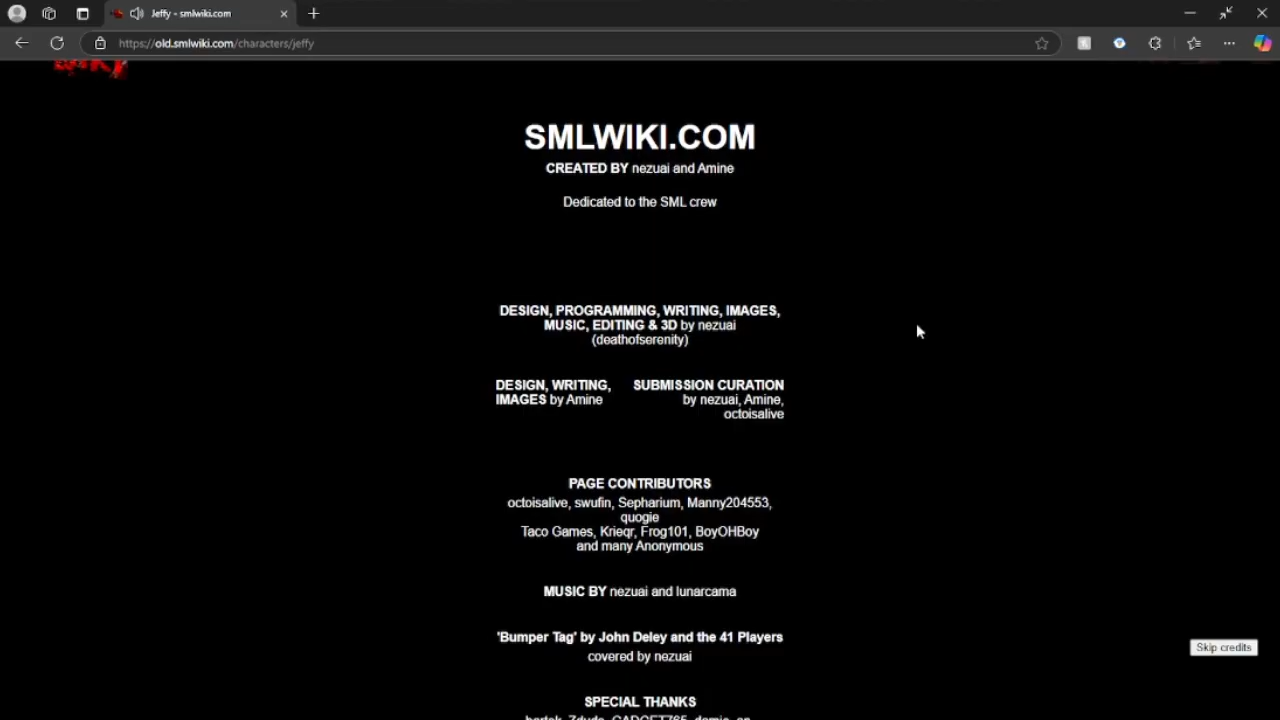 Jeffy - smlwiki.com
https://old.smlwiki.com/characters/jeffy
SMLWIKI.COM
CREATED BY nezuai and Amine
Dedicated to the SML crew
DESIGN, PROGRAMMING, WRITING, IMAGES,
MUSIC, EDITING & 3D by nezuai
(deathofserenity)
DESIGN, WRITING,
IMAGES by Amine
SUBMISSION CURATION
by nezuai, Amine,
octoisalive
PAGE CONTRIBUTORS
octoisalive, swufin, Sepharium, Manny204553,
quogie
Taco Games, Krieqr, Frog101, BoyOHBoy
and many Anonymous
MUSIC BY nezuai and lunarcama
'Bumper Tag' by John Deley and the 41 Players
covered by nezuai
Skip credits
SPECIAL THANKS